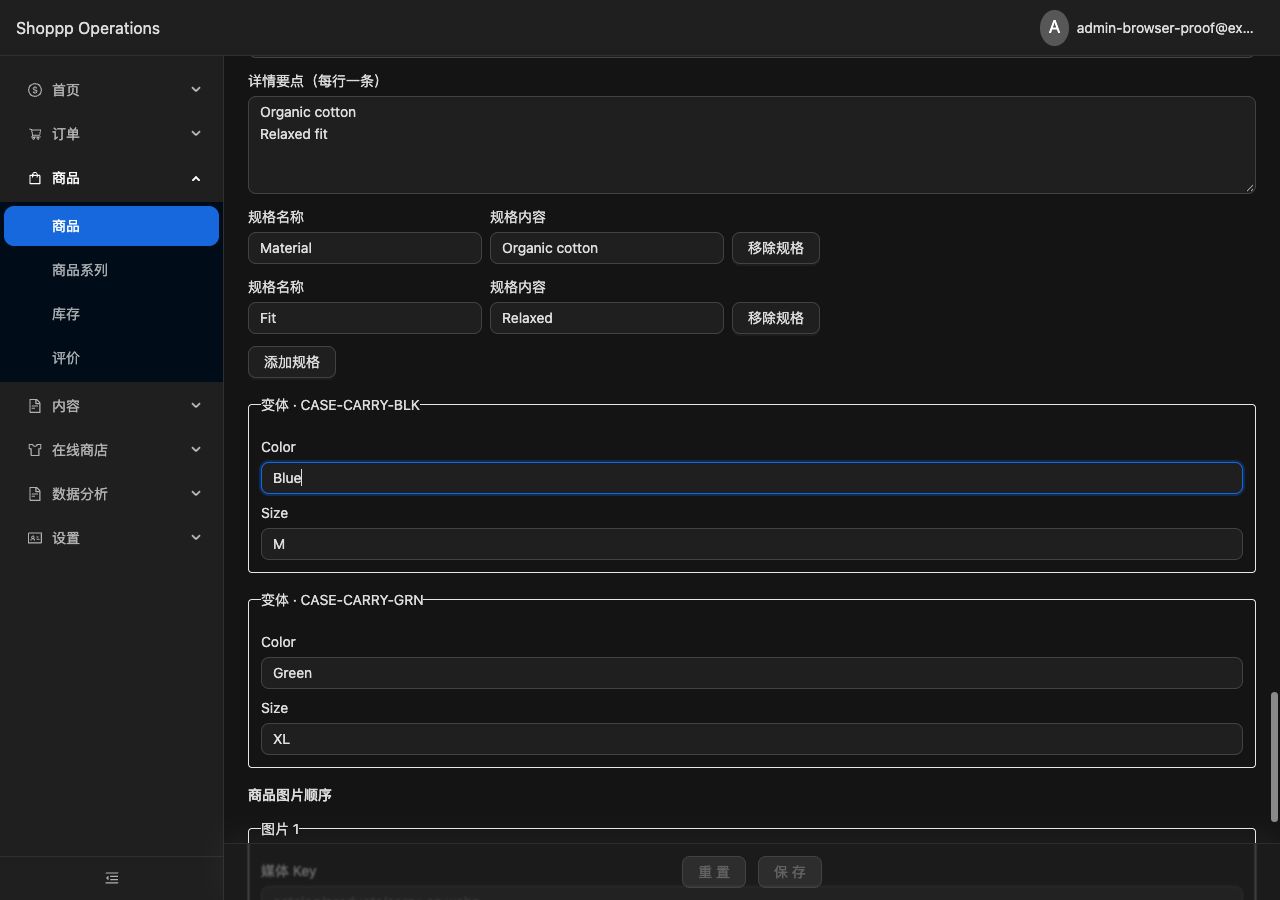 Shoppp Operations
A
admin-browser-proof@ex...
首页
订单
商品
商品
商品系列
库存
评价
内容
在线商店
数据分析
设置
详情要点（每行一条）
Organic cotton
Relaxed fit
规格名称
规格内容
Material
Organic cotton
移除规格
规格名称
规格内容
Fit
Relaxed
移除规格
添加规格
变体 · CASE-CARRY-BLK
Color
Blue
Size
M
变体 · CASE-CARRY-GRN
Color
Green
Size
XL
商品图片顺序
图片 1
媒体 Key
重 置
保 存